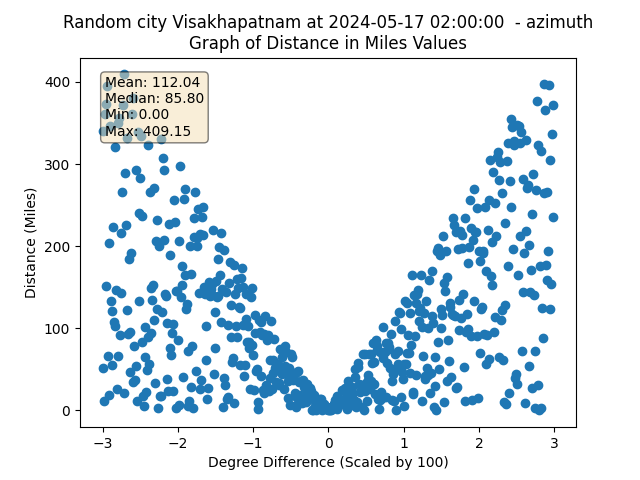 Random city Visakhapatnam at 2024-05-17 02:00:00  - azimuth
Graph of Distance in Miles Values
Mean: 112.04
Median: 85.80
Min: 0.00
Max: 409.15
400
300
200
100
0
Distance (Miles)
−3 −2 −1 0 1 2 3
Degree Difference (Scaled by 100)